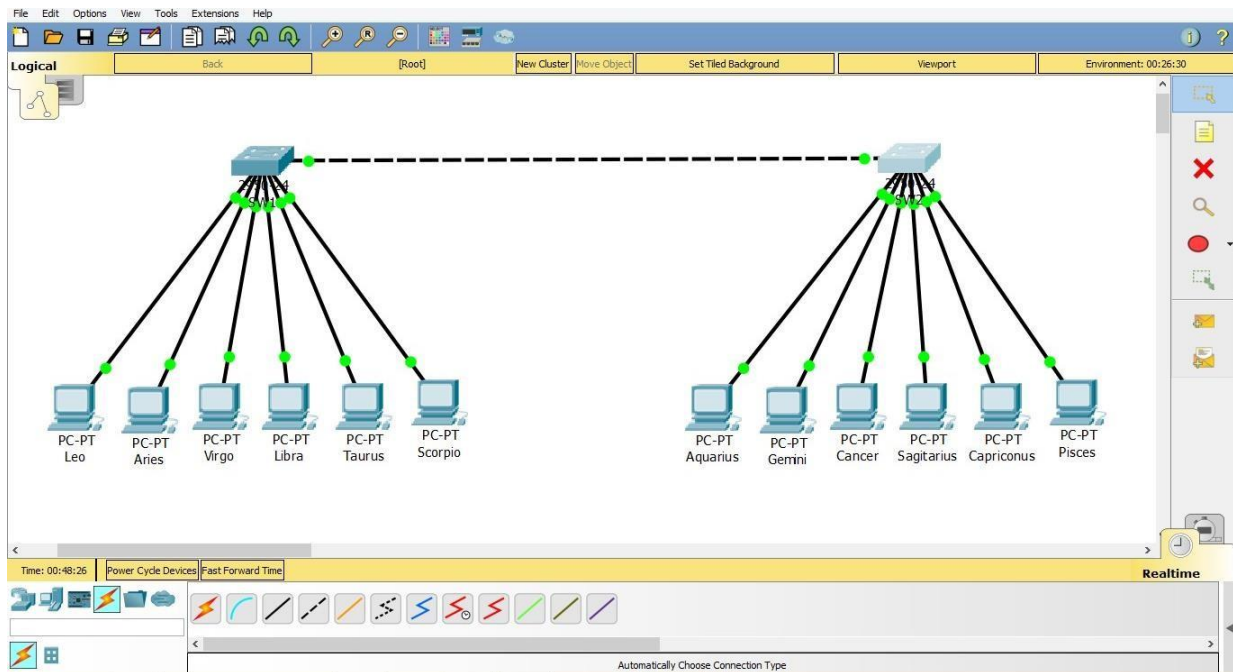 File Edit Options View Tools Extensions Help
Logical Back [Root] New Cluster Move Object Set Tiled Background Viewport Environment: 00:26:30
SW1 SW2
PC-PT PC-PT PC-PT PC-PT PC-PT PC-PT PC-PT PC-PT PC-PT PC-PT PC-PT PC-PT
Leo Aries Virgo Libra Taurus Scorpio Aquarius Gemini Cancer Sagitarius Capriconus Pisces
Time: 00:48:26 Power Cycle Devices Fast Forward Time Realtime
Automatically Choose Connection Type